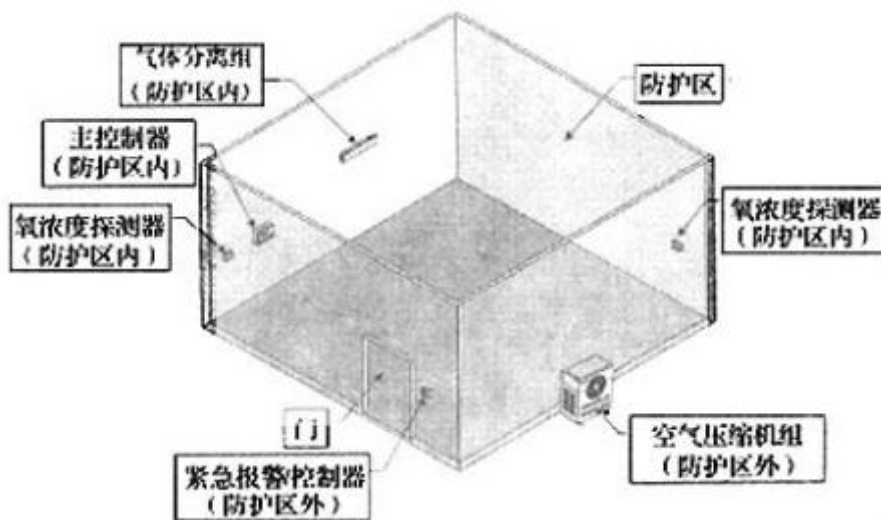 气体分离组
(防护区内)
防护区
主控制器
(防护区内)
氧浓度探测器
(防护区内)
氧浓度探测器
(防护区内)
门
紧急报警控制器
(防护区外)
空气压缩机组
(防护区外)